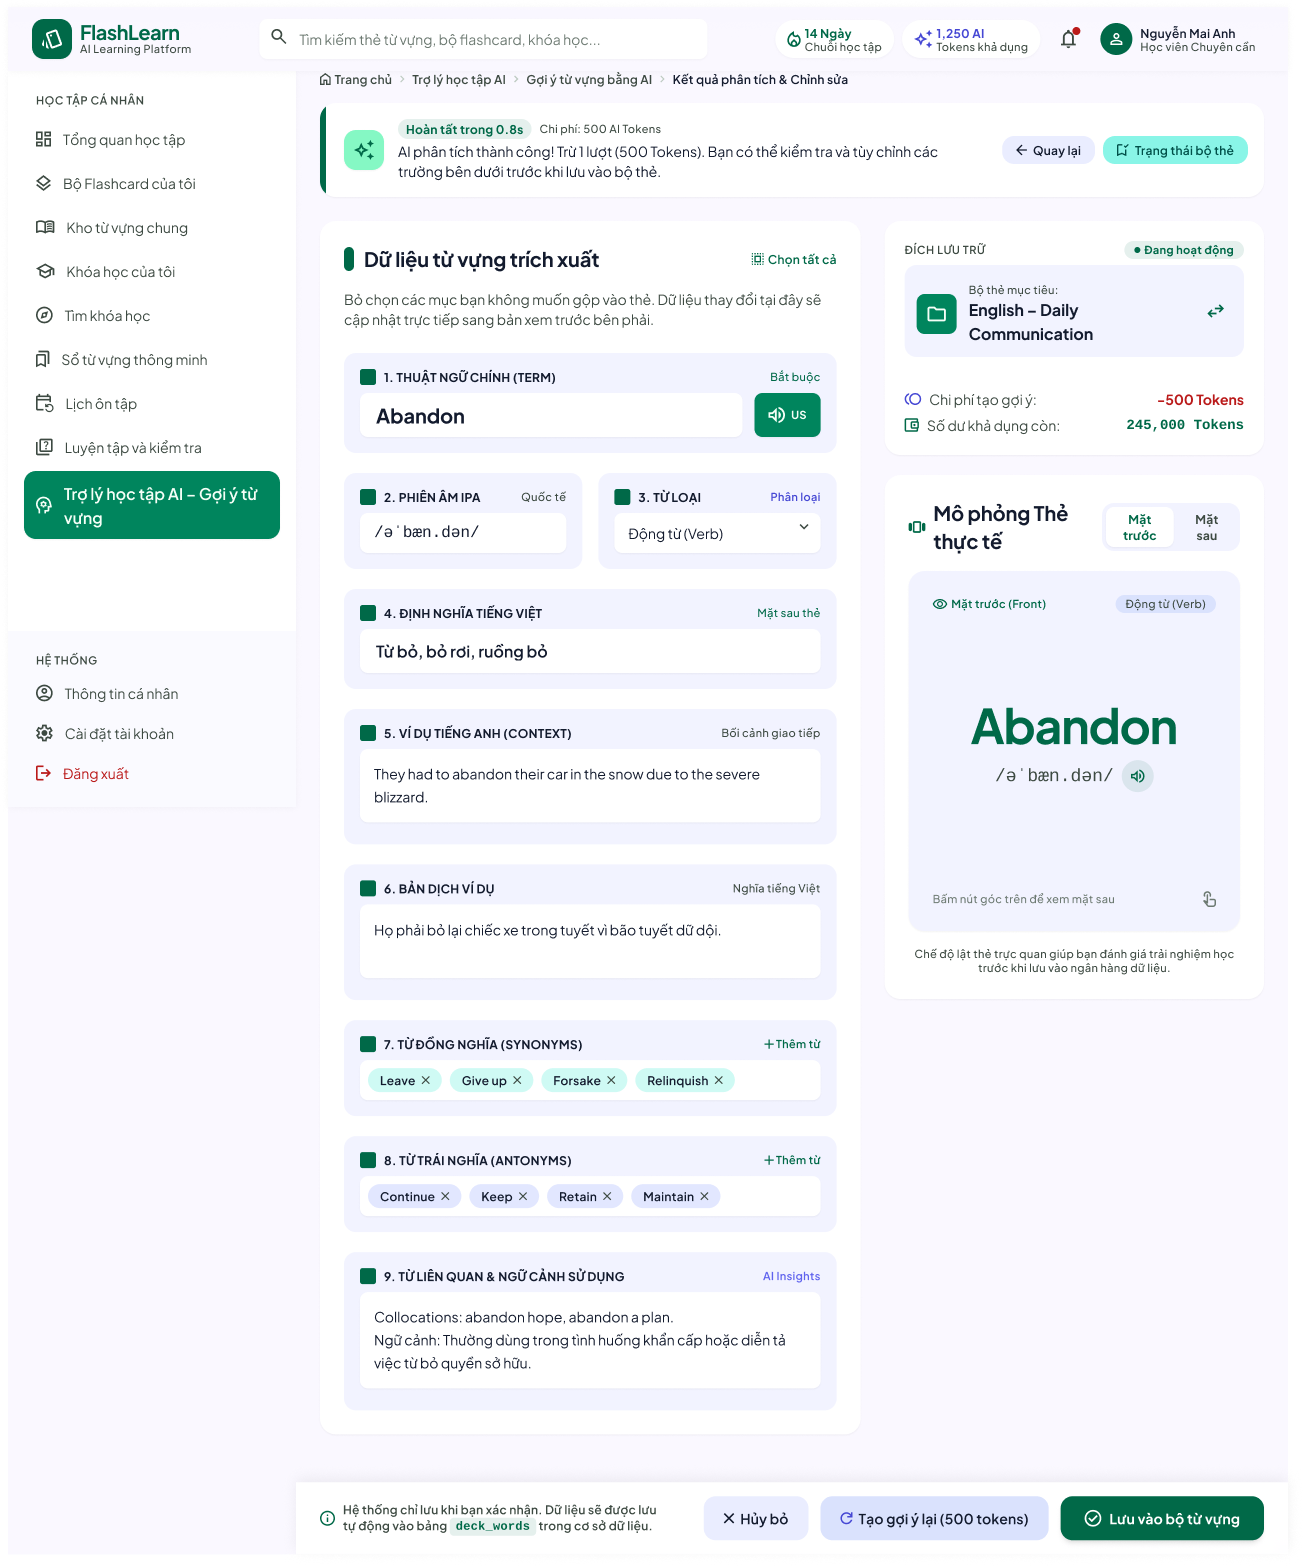 FlashLearn
AI Learning Platform
Tìm kiếm thẻ từ vựng, bộ flashcard, khóa học...
14 Ngày
Chuỗi học tập
1,250 AI
Tokens khả dụng
Nguyễn Mai Anh
Học viên Chuyên cần
HỌC TẬP CÁ NHÂN
Tổng quan học tập
Bộ Flashcard của tôi
Kho từ vựng chung
Khóa học của tôi
Tìm khóa học
Sổ từ vựng thông minh
Lịch ôn tập
Luyện tập và kiểm tra
Trợ lý học tập AI – Gợi ý từ
vựng
HỆ THỐNG
Thông tin cá nhân
Cài đặt tài khoản
Đăng xuất
Trang chủ > Trợ lý học tập AI > Gợi ý từ vựng bằng AI > Kết quả phân tích & Chỉnh sửa
Hoàn tất trong 0.8s Chi phí: 500 AI Tokens
AI phân tích thành công! Trừ 1 lượt (500 Tokens). Bạn có thể kiểm tra và tùy chỉnh các
trường bên dưới trước khi lưu vào bộ thẻ.
Quay lại
Trạng thái bộ thẻ
Dữ liệu từ vựng trích xuất
Chọn tất cả
Bỏ chọn các mục bạn không muốn gộp vào thẻ. Dữ liệu thay đổi tại đây sẽ
cập nhật trực tiếp sang bản xem trước bên phải.
1. THUẬT NGỮ CHÍNH (TERM)
Bắt buộc
Abandon
US
2. PHIÊN ÂM IPA
Quốc tế
/əˈbæn.dən/
3. TỪ LOẠI
Phân loại
Động từ (Verb)
4. ĐỊNH NGHĨA TIẾNG VIỆT
Mặt sau thẻ
Từ bỏ, bỏ rơi, ruồng bỏ
5. VÍ DỤ TIẾNG ANH (CONTEXT)
Bối cảnh giao tiếp
They had to abandon their car in the snow due to the severe
blizzard.
6. BẢN DỊCH VÍ DỤ
Nghĩa tiếng Việt
Họ phải bỏ lại chiếc xe trong tuyết vì bão tuyết dữ dội.
7. TỪ ĐỒNG NGHĨA (SYNONYMS)
+Thêm từ
Leave × Give up × Forsake × Relinquish ×
8. TỪ TRÁI NGHĨA (ANTONYMS)
+Thêm từ
Continue × Keep × Retain × Maintain ×
9. TỪ LIÊN QUAN & NGỮ CẢNH SỬ DỤNG
AI Insights
Collocations: abandon hope, abandon a plan.
Ngữ cảnh: Thường dùng trong tình huống khẩn cấp hoặc diễn tả
việc từ bỏ quyền sở hữu.
ĐÍCH LƯU TRỮ
• Đang hoạt động
Bộ thẻ mục tiêu:
English – Daily
Communication
Chi phí tạo gợi ý:
-500 Tokens
Số dư khả dụng còn:
245,000 Tokens
Mô phỏng Thẻ
thực tế
Mặt
trước
Mặt
sau
Mặt trước (Front)
Động từ (Verb)
Abandon
/əˈbæn.dən/
Bấm nút góc trên để xem mặt sau
Chế độ lật thẻ trực quan giúp bạn đánh giá trải nghiệm học
trước khi lưu vào ngân hàng dữ liệu.
Hệ thống chỉ lưu khi bạn xác nhận. Dữ liệu sẽ được lưu
tự động vào bảng deck_words trong cơ sở dữ liệu.
× Hủy bỏ
Tạo gợi ý lại (500 tokens)
Lưu vào bộ từ vựng